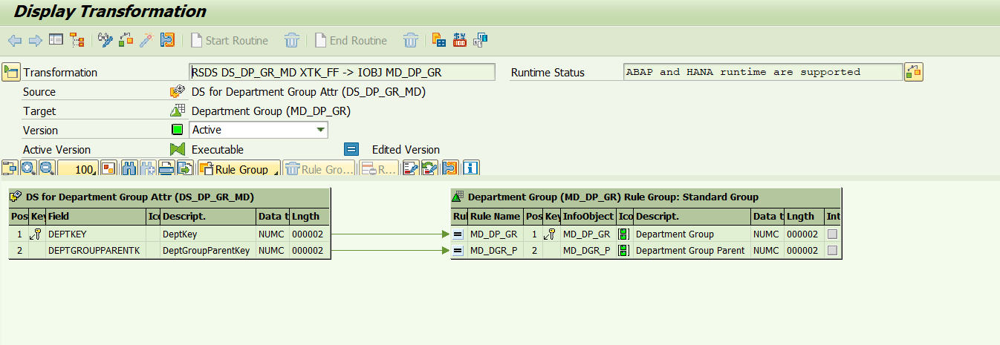 Display Transformation
Start Routine End Routine
Transformation RSDS DS_DP_GR_MD XTK_FF -> IOBJ MD_DP_GR Runtime Status ABAP and HANA runtime are supported
Source DS for Department Group Attr (DS_DP_GR_MD)
Target Department Group (MD_DP_GR)
Version Active
Active Version Executable Edited Version
100 Rule Group Rule Gro... R...
DS for Department Group Attr (DS_DP_GR_MD) Department Group (MD_DP_GR) Rule Group: Standard Group
Pos Key Field Ico Descript. Data t Lngth Rul Rule Name Pos Key InfoObject Ico Descript. Data t Lngth Int
1 DEPTKEY DeptKey NUMC 000002 MD_DP_GR 1 MD_DP_GR Department Group NUMC 000002
2 DEPTGROUPPARENTK DeptGroupParentKey NUMC 000002 MD_DGR_P 2 MD_DGR_P Department Group Parent NUMC 000002